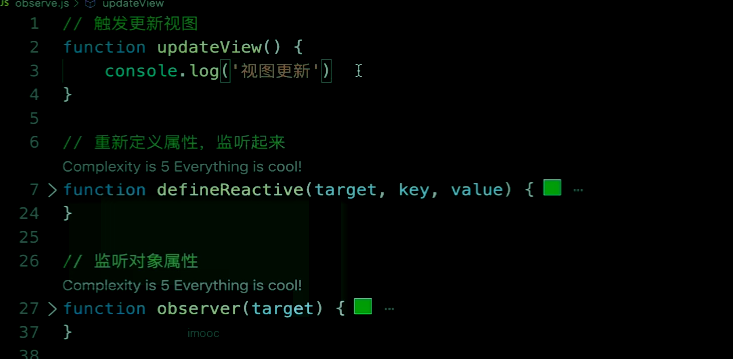 JS observe.js > updateView
1 // 触发更新视图
2 function updateView() {
3 console.log('视图更新')
4 }
5
6 // 重新定义属性，监听起来
Complexity is 5 Everything is cool!
7 function defineReactive(target, key, value) { ...
24 }
25
26 // 监听对象属性
Complexity is 5 Everything is cool!
27 function observer(target) { ...
37 }
imooc
38